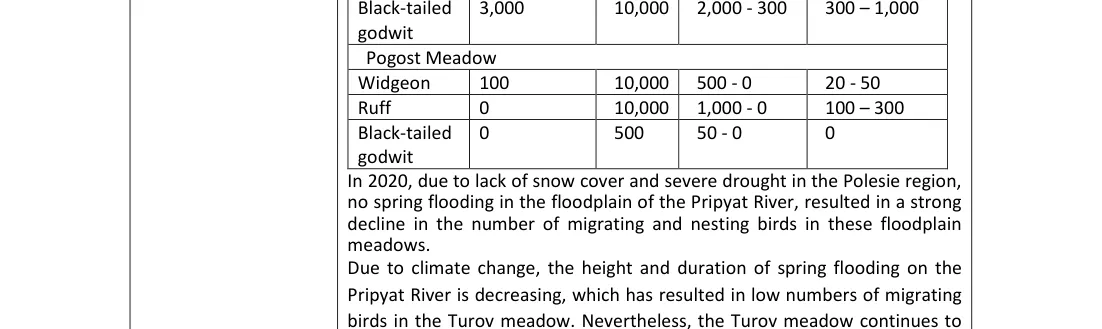 Black-tailed godwit 3,000 10,000 2,000 - 300 300 – 1,000
Pogost Meadow
Widgeon 100 10,000 500 - 0 20 - 50
Ruff 0 10,000 1,000 - 0 100 – 300
Black-tailed godwit 0 500 50 - 0 0
In 2020, due to lack of snow cover and severe drought in the Polesie region,
no spring flooding in the floodplain of the Pripyat River, resulted in a strong
decline in the number of migrating and nesting birds in these floodplain
meadows.
Due to climate change, the height and duration of spring flooding on the
Pripyat River is decreasing, which has resulted in low numbers of migrating
birds in the Turov meadow. Nevertheless, the Turov meadow continues to